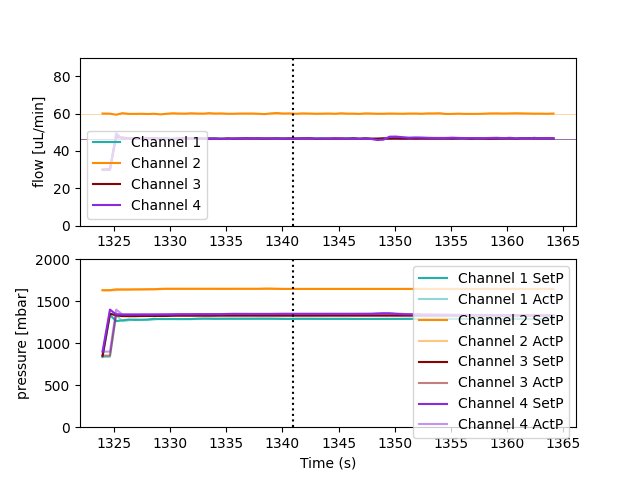 flow [uL/min]
80
60
40
20
0
Channel 1
Channel 2
Channel 3
Channel 4
1325 1330 1335 1340 1345 1350 1355 1360 1365
pressure [mbar]
2000
1500
1000
500
0
Channel 1 SetP
Channel 1 ActP
Channel 2 SetP
Channel 2 ActP
Channel 3 SetP
Channel 3 ActP
Channel 4 SetP
Channel 4 ActP
1325 1330 1335 1340 1345 1350 1355 1360 1365
Time (s)